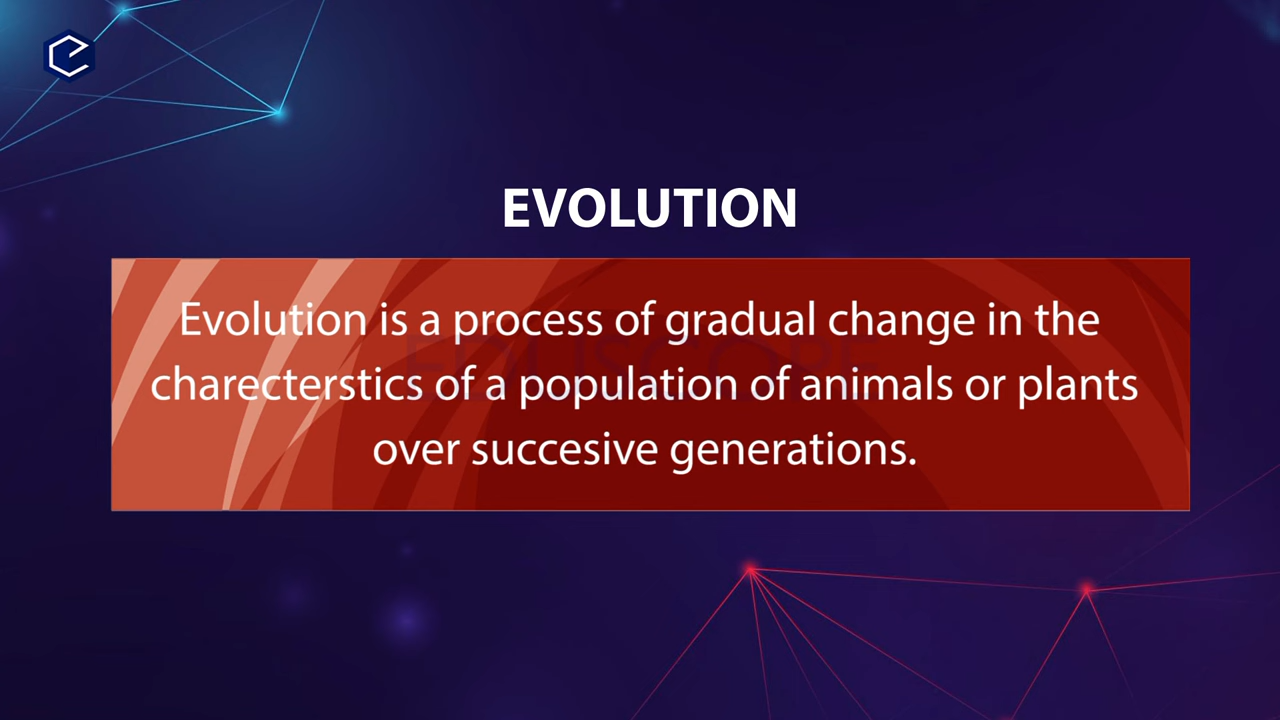 EVOLUTION
Evolution is a process of gradual change in the
charecterstics of a population of animals or plants
over succesive generations.
EDUSCOPE